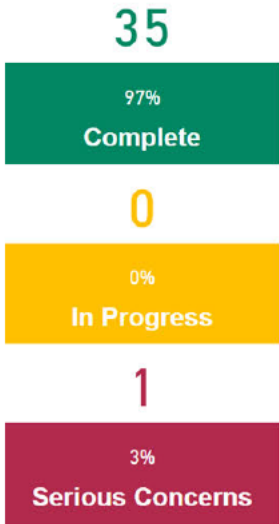 35
97%
Complete
0
0%
In Progress
1
3%
Serious Concerns